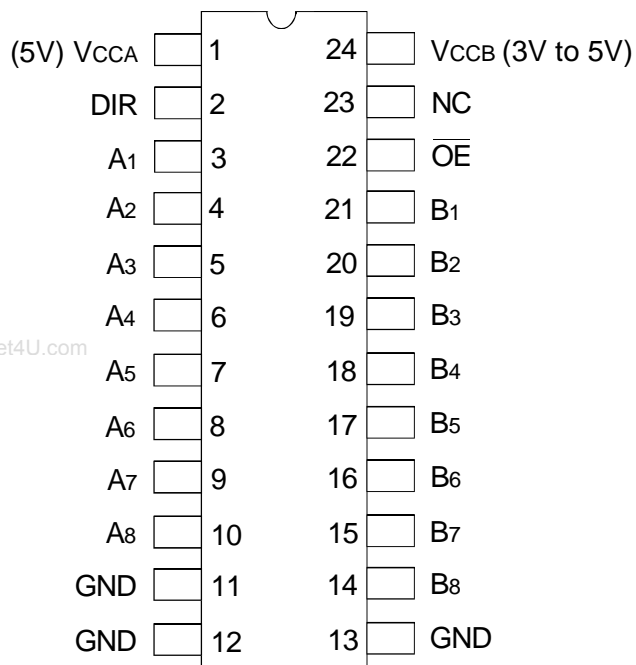 (5V) VCCA 1 24 VCCB (3V to 5V)
DIR 2 23 NC
A1 3 22 OE
A2 4 21 B1
A3 5 20 B2
A4 6 19 B3
et4U.com
A5 7 18 B4
A6 8 17 B5
A7 9 16 B6
A8 10 15 B7
GND 11 14 B8
GND 12 13 GND